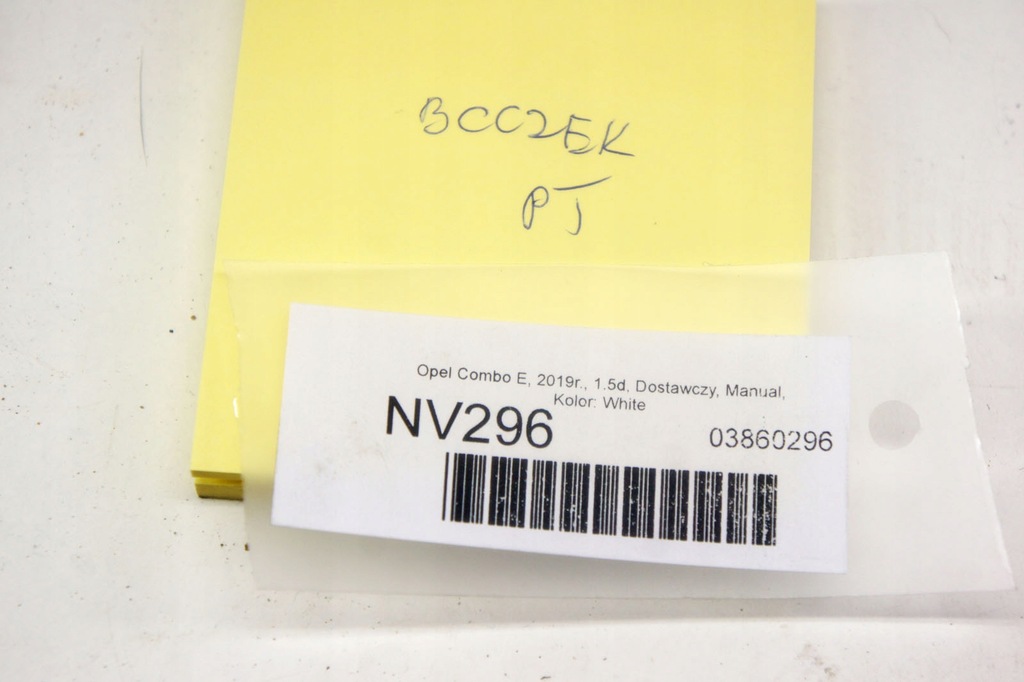 BCC2EK
PJ
Opel Combo E, 2019r., 1.5d, Dostawczy, Manual,
Kolor: White
NV296
03860296